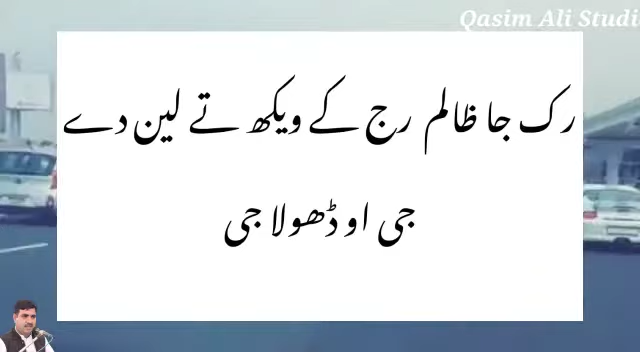 Qasim Ali Studi
رک جا ظالم رج کے ویکھ تے لین دے
جی او ڈھولا جی